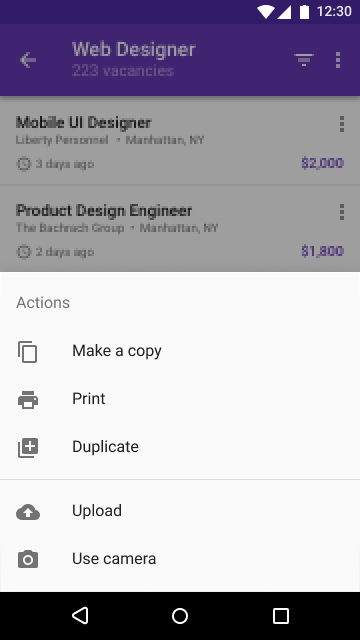 12:30
Web Designer
223 vacancies
Mobile UI Designer
Liberty Personnel • Manhattan, NY
3 days ago $2,000
Product Design Engineer
The Bachrach Group • Manhattan, NY
2 days ago $1,800
Actions
Make a copy
Print
Duplicate
Upload
Use camera